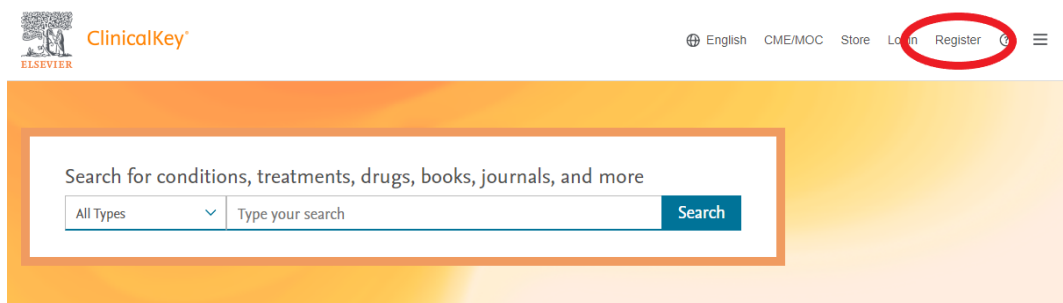 ELSEVIER
ClinicalKey®
English CME/MOC Store Login Register ?
Search for conditions, treatments, drugs, books, journals, and more
All Types Type your search Search